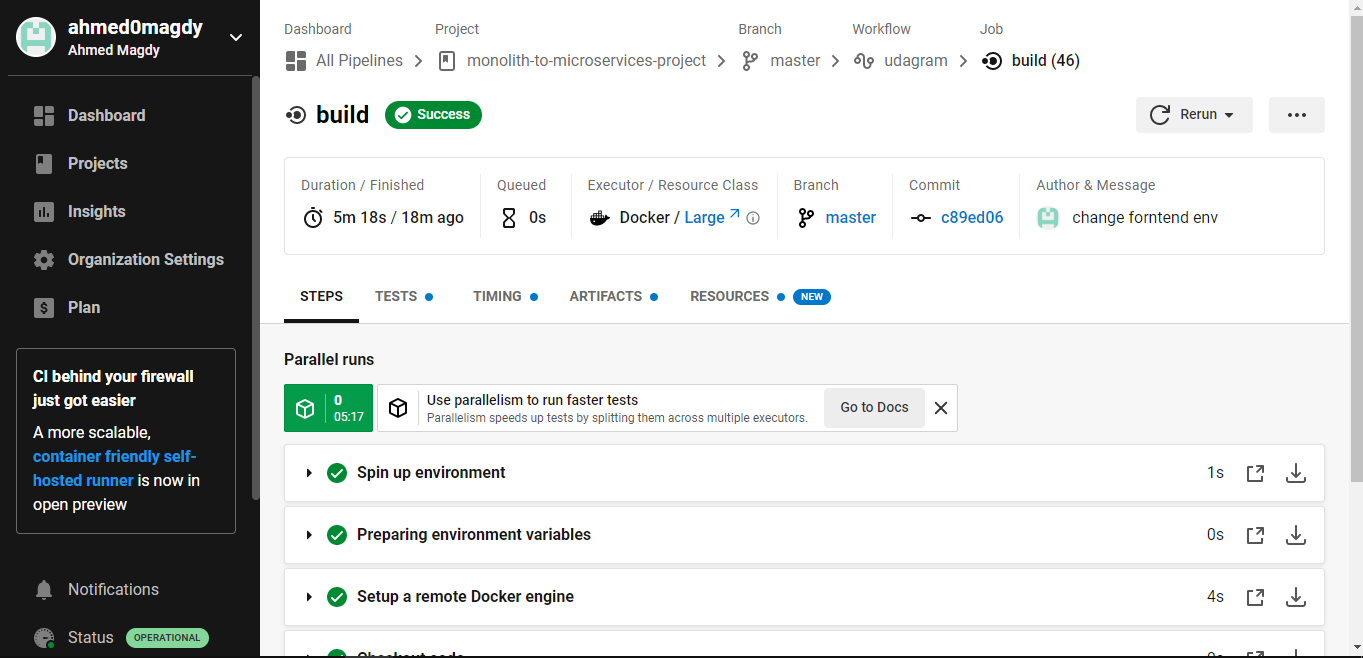 ahmed0magdy
Ahmed Magdy
Dashboard
Projects
Insights
Organization Settings
Plan
CI behind your firewall
just got easier
A more scalable,
container friendly self-
hosted runner is now in
open preview
Notifications
Status OPERATIONAL
Dashboard Project Branch Workflow Job
All Pipelines monolith-to-microservices-project master udagram build (46)
build Success Rerun
Duration / Finished Queued Executor / Resource Class Branch Commit Author & Message
5m 18s / 18m ago 0s Docker / Large master c89ed06 change forntend env
STEPS TESTS TIMING ARTIFACTS RESOURCES NEW
Parallel runs
0
05:17
Use parallelism to run faster tests
Parallelism speeds up tests by splitting them across multiple executors.
Go to Docs
Spin up environment 1s
Preparing environment variables 0s
Setup a remote Docker engine 4s
Checkout code